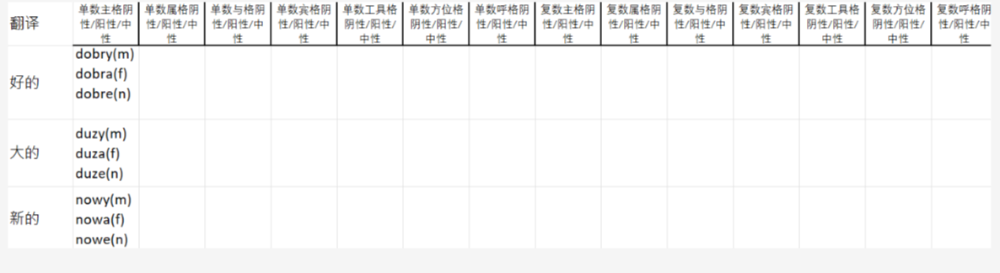 翻译
单数主格阴
性/阳性/中
性
单数属格阴
性/阳性/中
性
单数与格阴
性/阳性/中
性
单数宾格阴
性/阳性/中
性
单数工具格
阴性/阳性/
中性
单数方位格
阴性/阳性/
中性
单数呼格阴
性/阳性/中
性
复数主格阴
性/阳性/中
性
复数属格阴
性/阳性/中
性
复数与格阴
性/阳性/中
性
复数宾格阴
性/阳性/中
性
复数工具格
阴性/阳性/
中性
复数方位格
阴性/阳性/
中性
复数呼格阴
性/阳性/中
性
好的
dobry(m)
dobra(f)
dobre(n)
大的
duzy(m)
duza(f)
duze(n)
新的
nowy(m)
nowa(f)
nowe(n)